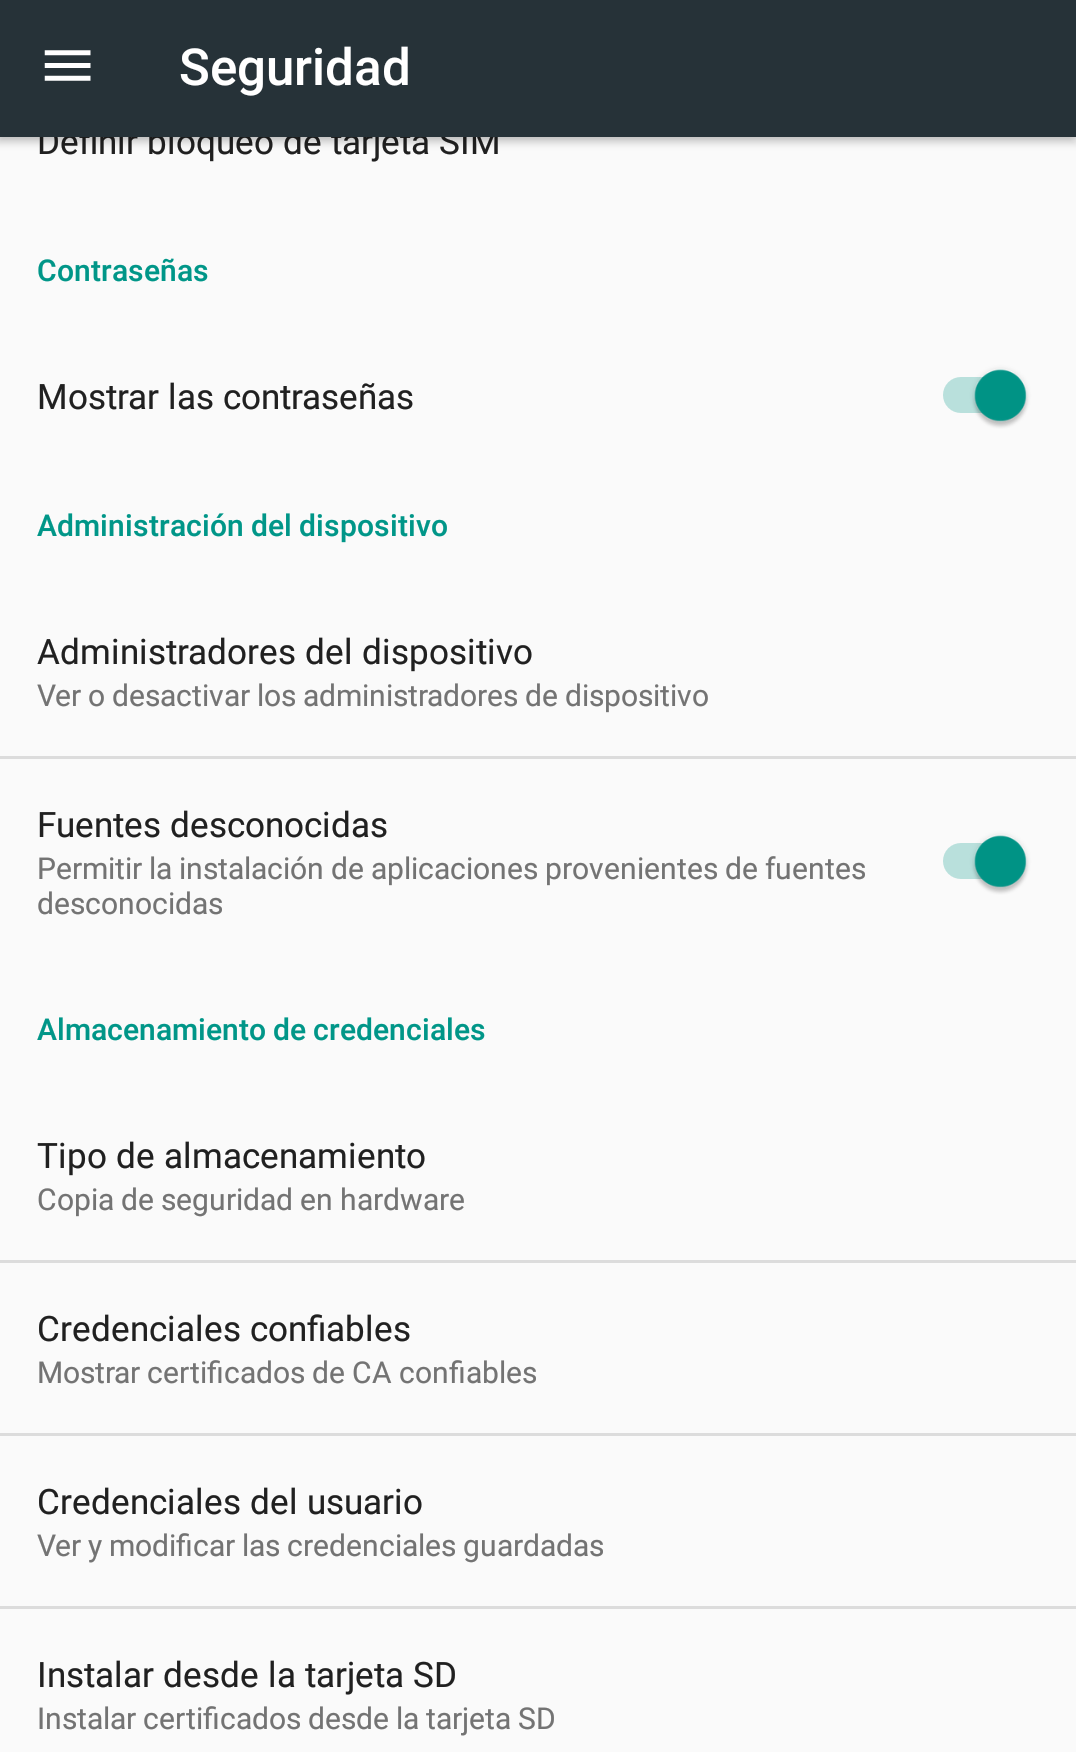 Seguridad
Definir bloqueo de tarjeta SIM
Contraseñas
Mostrar las contraseñas
Administración del dispositivo
Administradores del dispositivo
Ver o desactivar los administradores de dispositivo
Fuentes desconocidas
Permitir la instalación de aplicaciones provenientes de fuentes
desconocidas
Almacenamiento de credenciales
Tipo de almacenamiento
Copia de seguridad en hardware
Credenciales confiables
Mostrar certificados de CA confiables
Credenciales del usuario
Ver y modificar las credenciales guardadas
Instalar desde la tarjeta SD
Instalar certificados desde la tarjeta SD